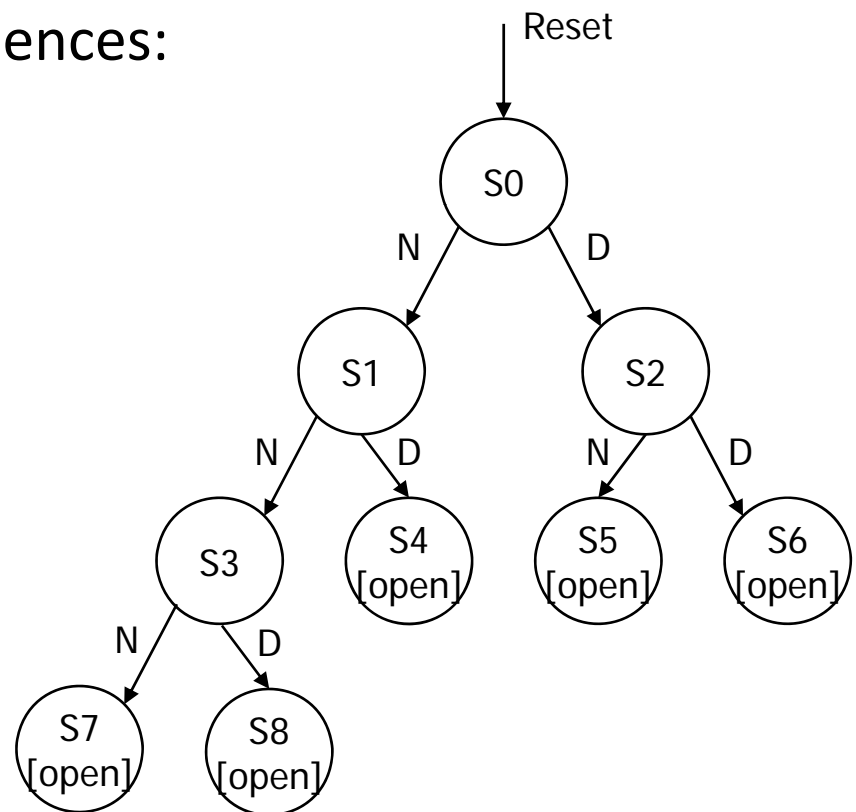 ences:
Reset
S0
N
D
S1
S2
N
D
N
D
S3
S4
[open]
S5
[open]
S6
[open]
N
D
S7
[open]
S8
[open]